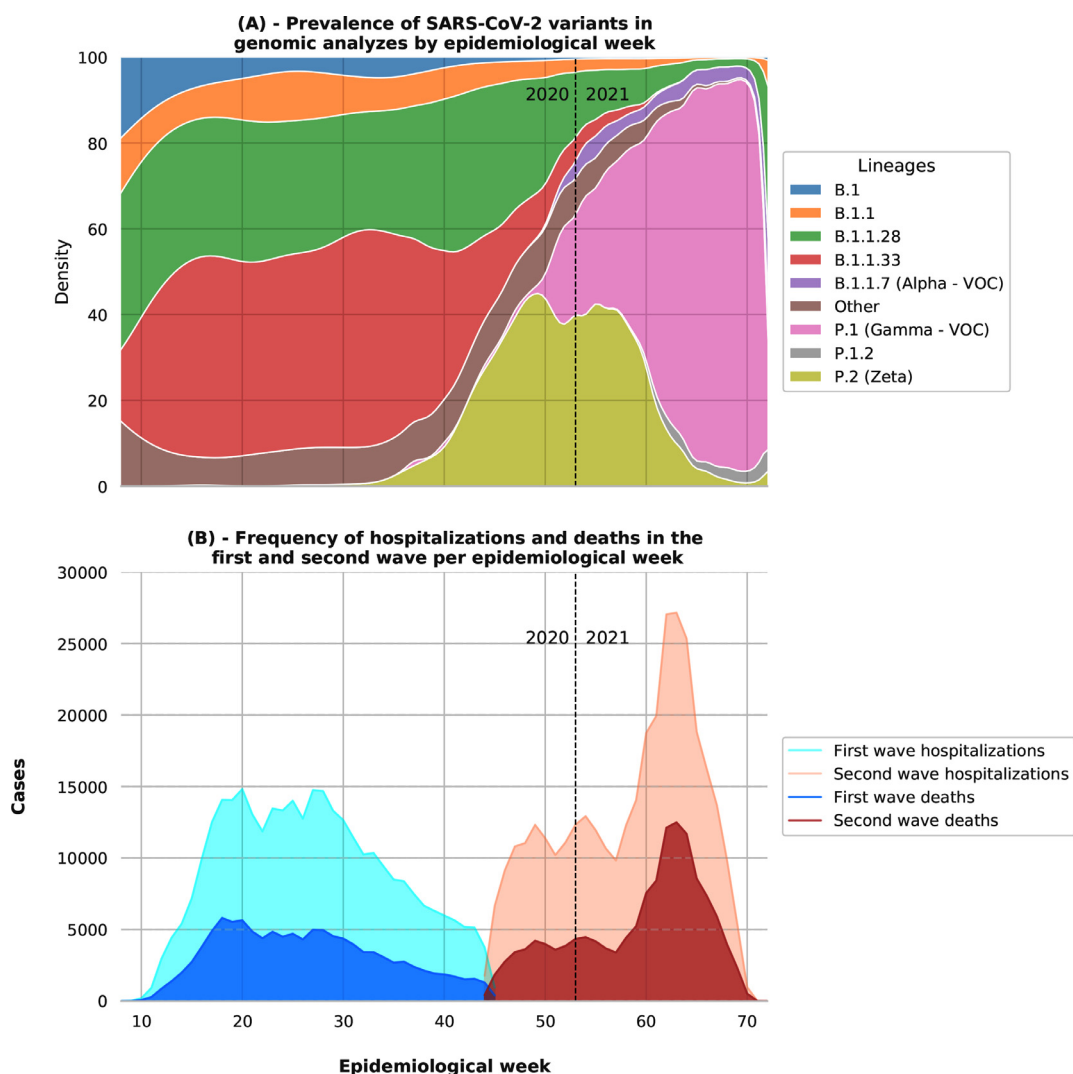 (A) - Prevalence of SARS-CoV-2 variants in
genomic analyzes by epidemiological week
100
80
60
40
20
0
Density
2020
2021
Lineages
B.1
B.1.1
B.1.1.28
B.1.1.33
B.1.1.7 (Alpha - VOC)
Other
P.1 (Gamma - VOC)
P.1.2
P.2 (Zeta)
(B) - Frequency of hospitalizations and deaths in the
first and second wave per epidemiological week
30000
25000
20000
15000
10000
5000
0
Cases
2020
2021
First wave hospitalizations
Second wave hospitalizations
First wave deaths
Second wave deaths
10
20
30
40
50
60
70
Epidemiological week